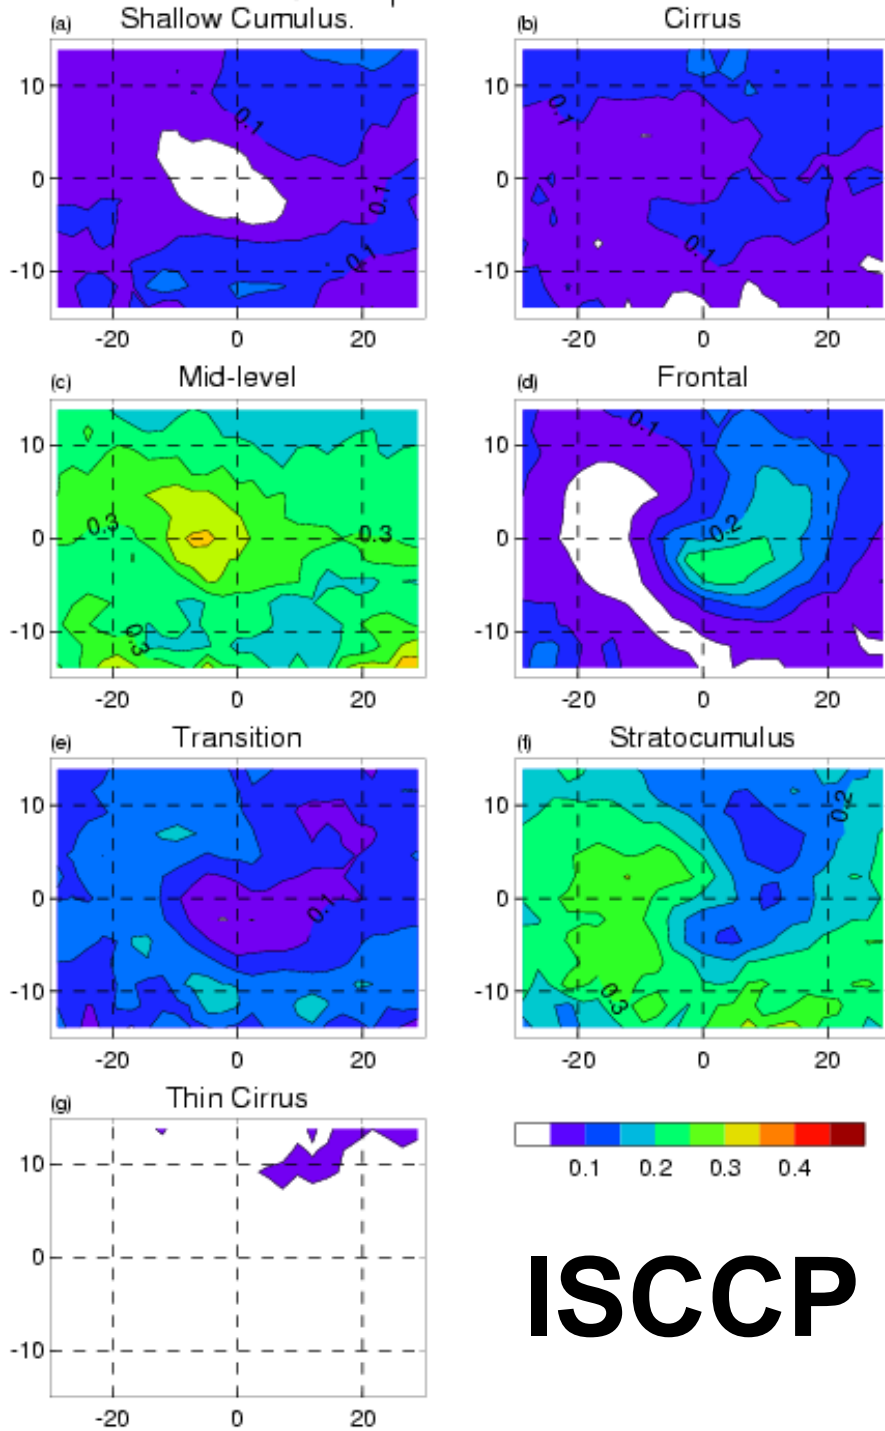 (a) Shallow Cumulus. (b) Cirrus
10 10
0.1 0.1
0 0
0.1
0.1 0.1
-10 -10
-20 0 20 -20 0 20
(c) Mid-level (d) Frontal
0.1
10 10
0.3 0.3 0.2
0 0
0.3
-10 -10
-20 0 20 -20 0 20
(e) Transition (f) Stratocumulus
10 10 0.2
0 0.1 0
-10 -10 0.3
-20 0 20 -20 0 20
(g) Thin Cirrus
10
0.1 0.2 0.3 0.4
0
ISCCP
-10
-20 0 20